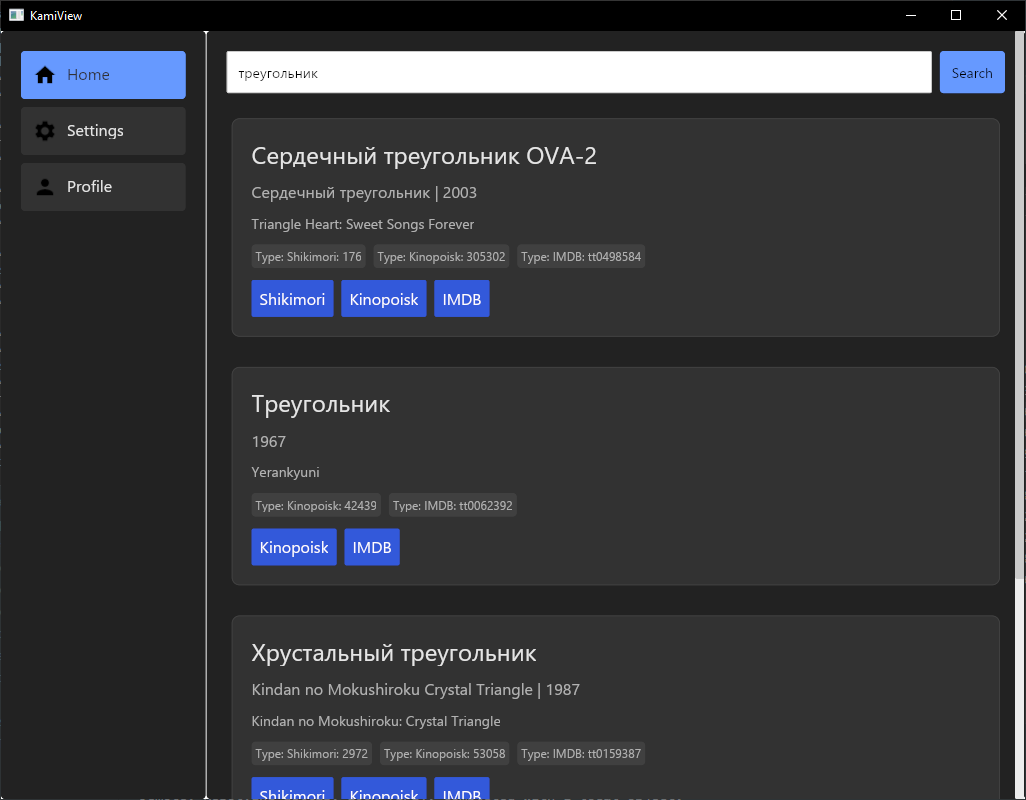 KamiView
Home
Settings
Profile
треугольник
Search
Сердечный треугольник OVA-2
Сердечный треугольник | 2003
Triangle Heart: Sweet Songs Forever
Type: Shikimori: 176 Type: Kinopoisk: 305302 Type: IMDB: tt0498584
Shikimori Kinopoisk IMDB
Треугольник
1967
Yerankyuni
Type: Kinopoisk: 42439 Type: IMDB: tt0062392
Kinopoisk IMDB
Хрустальный треугольник
Kindan no Mokushiroku Crystal Triangle | 1987
Kindan no Mokushiroku: Crystal Triangle
Type: Shikimori: 2972 Type: Kinopoisk: 53058 Type: IMDB: tt0159387
Shikimori Kinopoisk IMDB